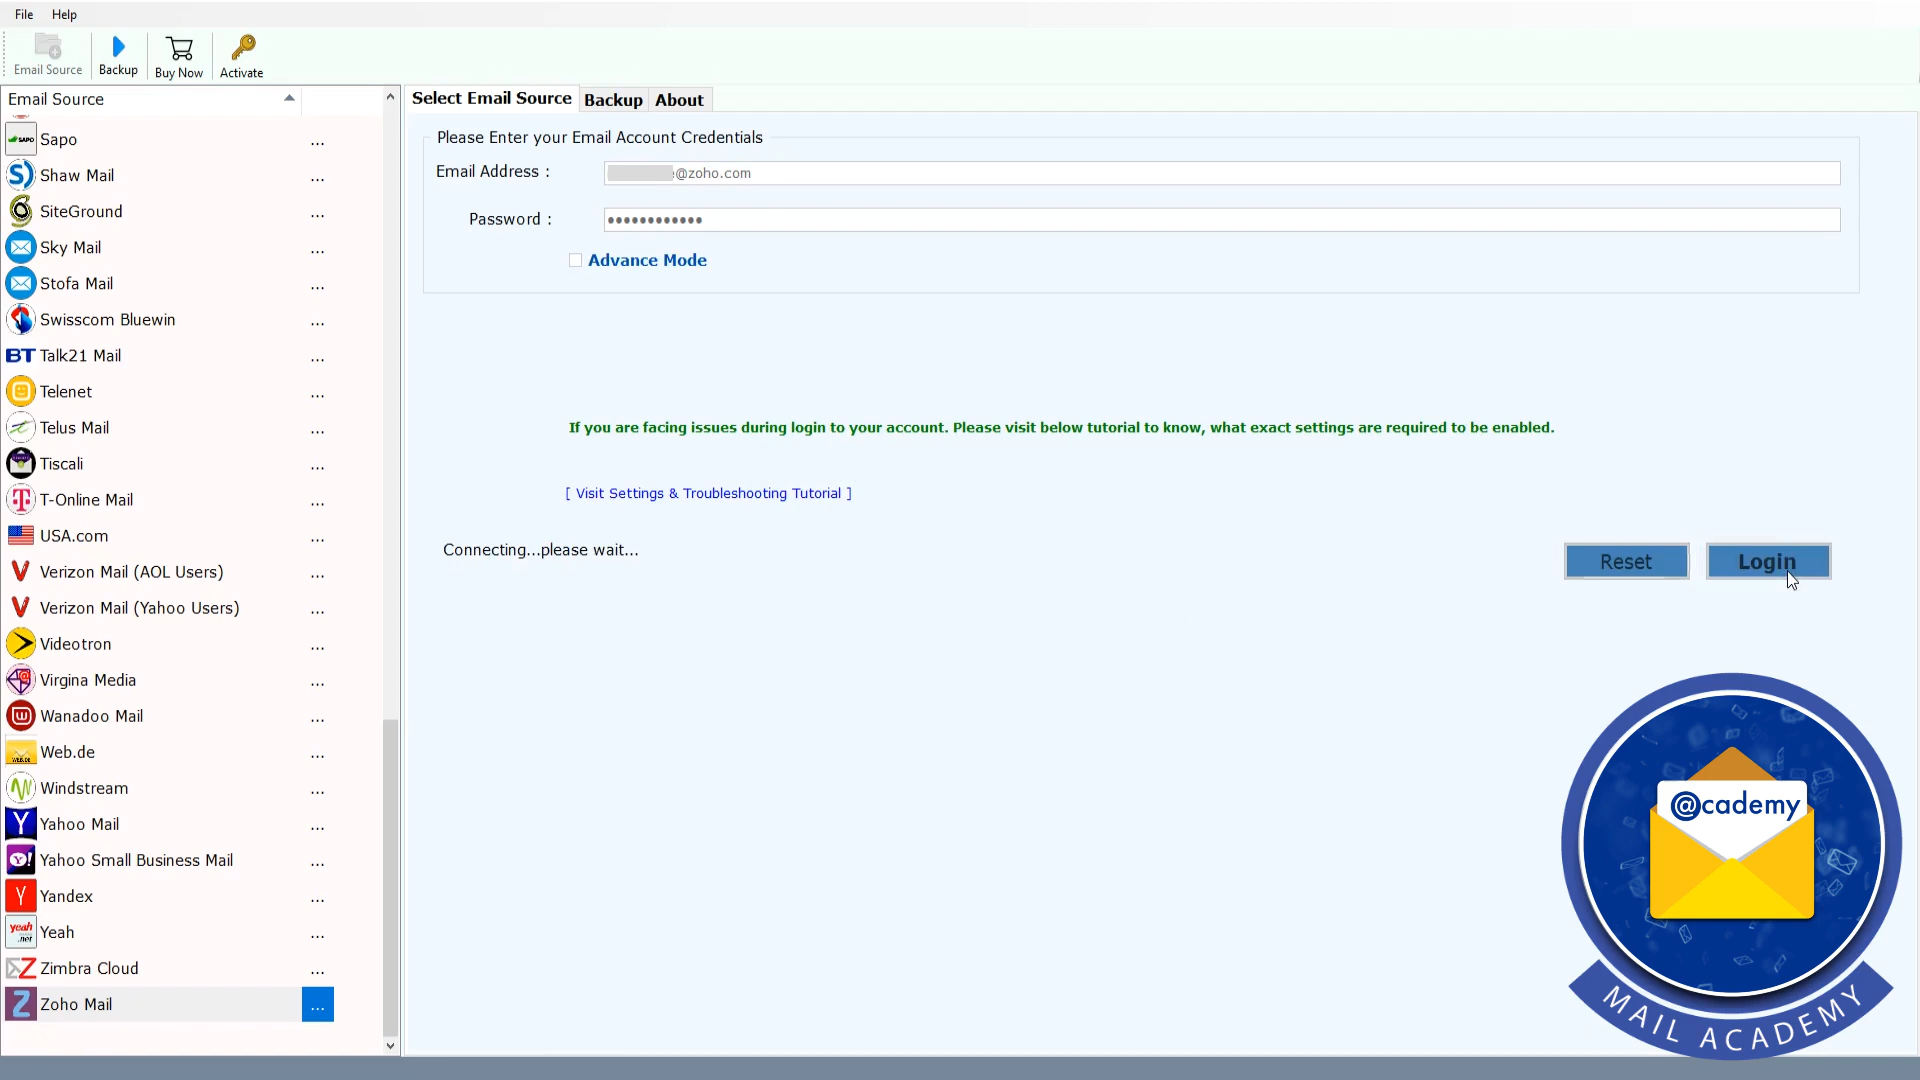 File Help
Email Source Backup Buy Now Activate
Email Source
SAPO Sapo ...
Shaw Mail ...
SiteGround ...
Sky Mail ...
Stofa Mail ...
Swisscom Bluewin ...
BT Talk21 Mail ...
Telenet ...
Telus Mail ...
Tiscali ...
T-Online Mail ...
USA.com ...
Verizon Mail (AOL Users) ...
Verizon Mail (Yahoo Users) ...
Videotron ...
Virgina Media ...
Wanadoo Mail ...
WEB.DE Web.de ...
Windstream ...
Yahoo Mail ...
Yahoo Small Business Mail ...
Yandex ...
yeah .net Yeah ...
Zimbra Cloud ...
Zoho Mail ...
Select Email Source Backup About
Please Enter your Email Account Credentials
Email Address : @zoho.com
Password : ••••••••••••
Advance Mode
If you are facing issues during login to your account. Please visit below tutorial to know, what exact settings are required to be enabled.
[ Visit Settings & Troubleshooting Tutorial ]
Connecting...please wait...
Reset Login
@cademy
MAIL ACADEMY